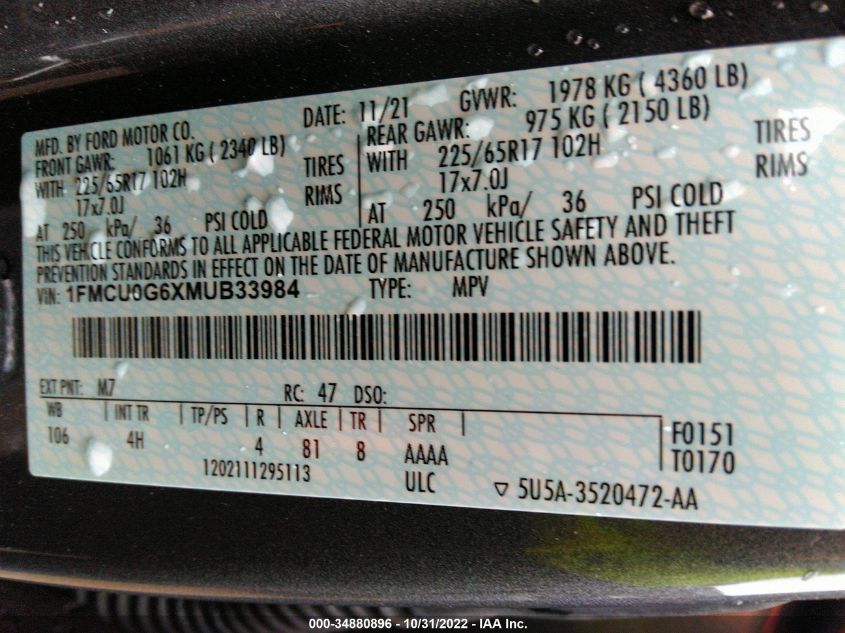 MFD. BY FORD MOTOR CO. DATE: 11/21 GVWR: 1978 KG ( 4360 LB)
FRONT GAWR: 1061 KG ( 2340 LB) REAR GAWR: 975 KG ( 2150 LB)
WITH 225/65R17 102H TIRES WITH 225/65R17 102H TIRES
17x7.0J RIMS 17x7.0J RIMS
AT 250 kPa/ 36 PSI COLD AT 250 kPa/ 36 PSI COLD
THIS VEHICLE CONFORMS TO ALL APPLICABLE FEDERAL MOTOR VEHICLE SAFETY AND THEFT
PREVENTION STANDARDS IN EFFECT ON THE DATE OF MANUFACTURE SHOWN ABOVE.
VIN: 1FMCU0G6XMUB33984 TYPE: MPV
EXT PNT: M7 RC: 47 DSO:
WB INT TR TP/PS R AXLE TR SPR F0151
106 4H 4 81 8 AAAA T0170
1202111295113 ULC ▽ 5U5A-3520472-AA
000-34880896 - 10/31/2022 - IAA Inc.